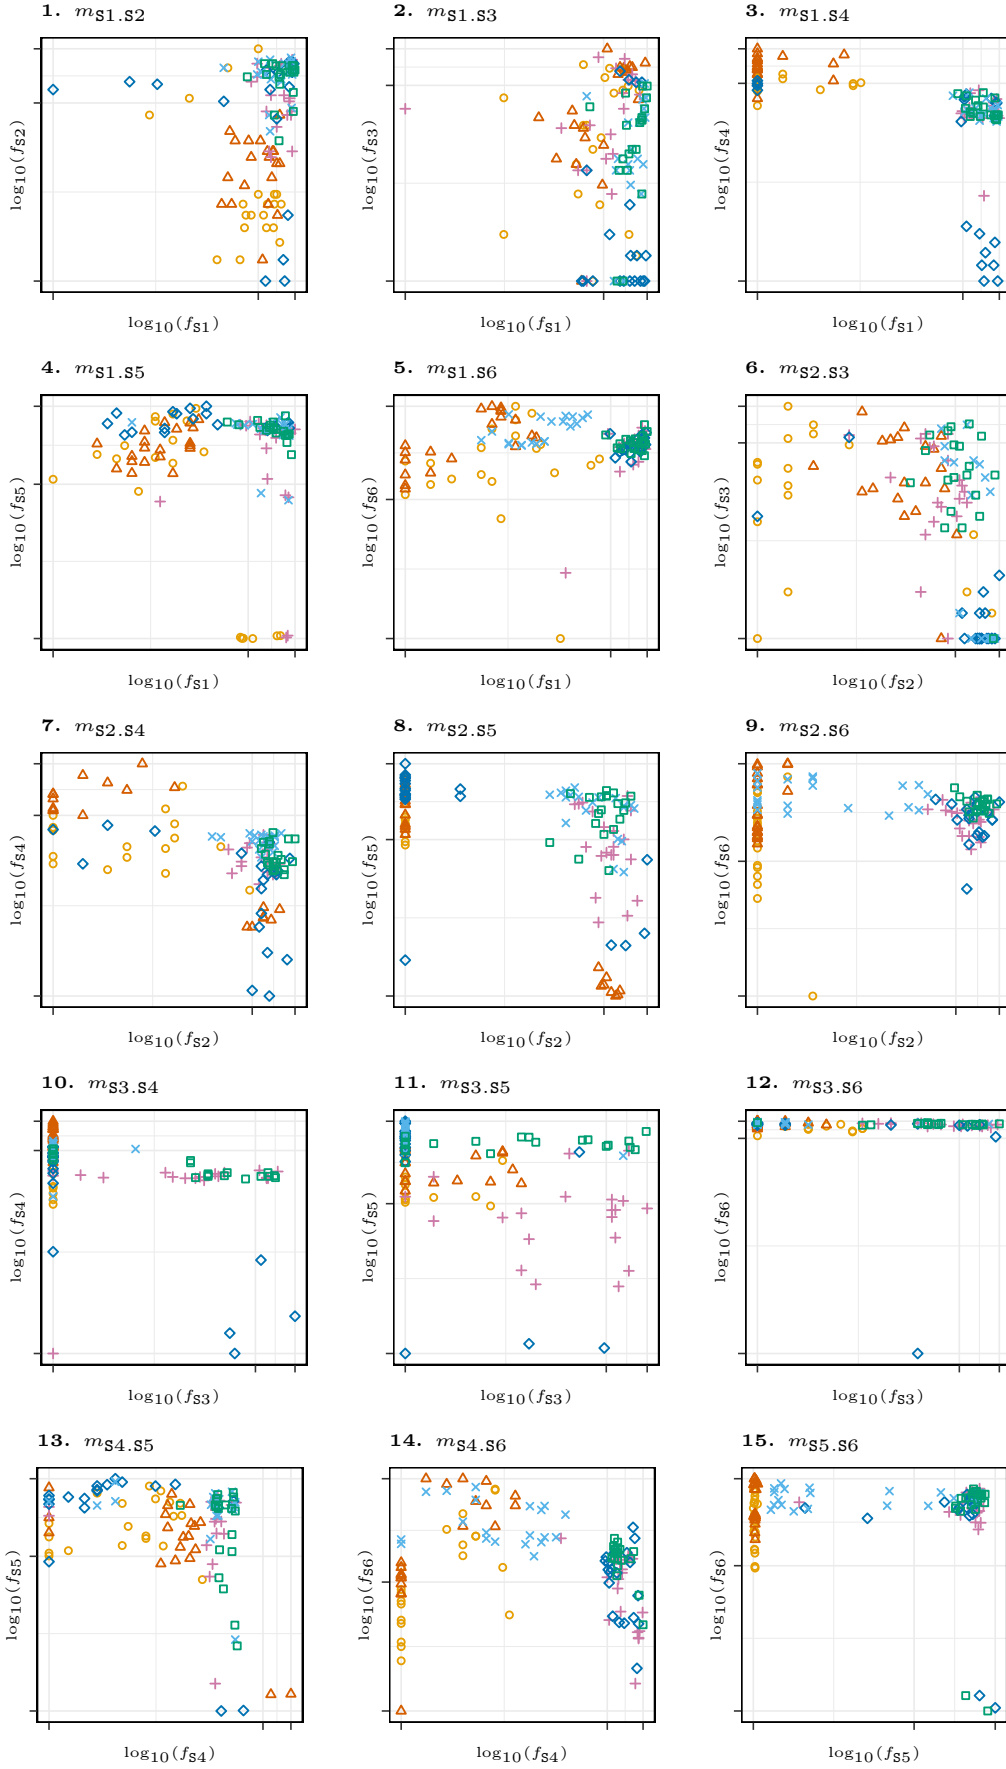 1. mS1.S2
2. mS1.S3
3. mS1.S4
log10(fS2)
log10(fS3)
log10(fS4)
log10(fS1)
log10(fS1)
log10(fS1)
4. mS1.S5
5. mS1.S6
6. mS2.S3
log10(fS5)
log10(fS6)
log10(fS3)
log10(fS1)
log10(fS1)
log10(fS2)
7. mS2.S4
8. mS2.S5
9. mS2.S6
log10(fS4)
log10(fS5)
log10(fS6)
log10(fS2)
log10(fS2)
log10(fS2)
10. mS3.S4
11. mS3.S5
12. mS3.S6
log10(fS4)
log10(fS5)
log10(fS6)
log10(fS3)
log10(fS3)
log10(fS3)
13. mS4.S5
14. mS4.S6
15. mS5.S6
log10(fS5)
log10(fS6)
log10(fS6)
log10(fS4)
log10(fS4)
log10(fS5)